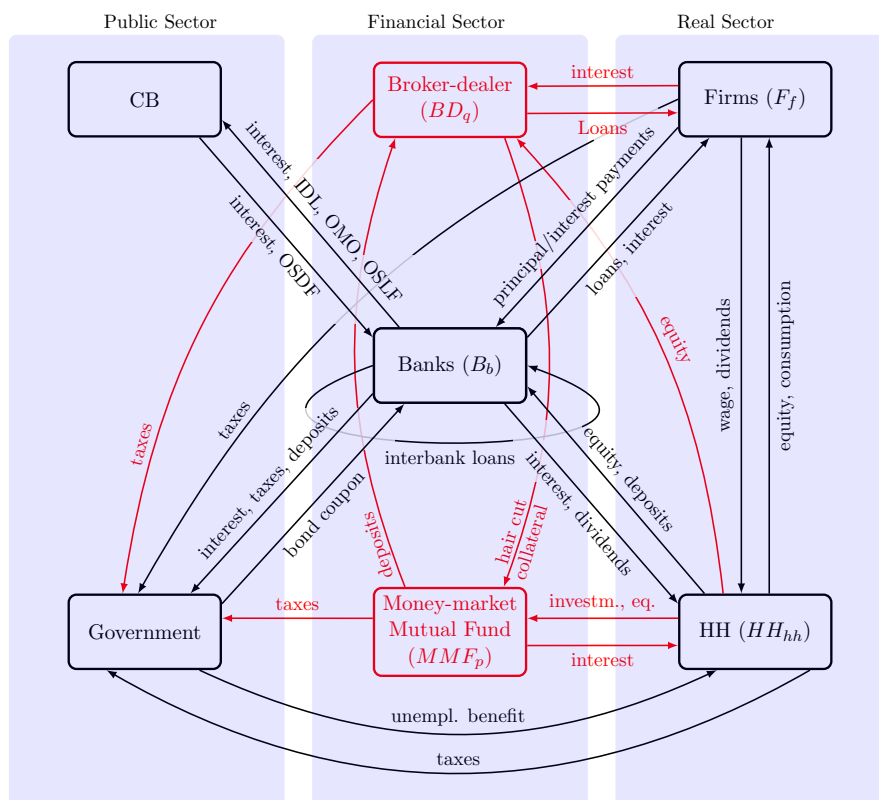 Public Sector
Financial Sector
Real Sector
CB
Broker-dealer
(BD_q)
Firms (F_f)
interest
Loans
interest, IDL, OMO, OSLF
interest, OSDF
principal/interest payments
loans, interest
Banks (B_b)
equity
wage, dividends
equity, consumption
taxes
taxes
interest, taxes, deposits
bond coupon
interbank loans
equity, deposits
interest, dividends
deposits
hair cut
collateral
Government
taxes
Money-market
Mutual Fund
(MMF_p)
investm., eq.
interest
HH (HH_{hh})
unempl. benefit
taxes